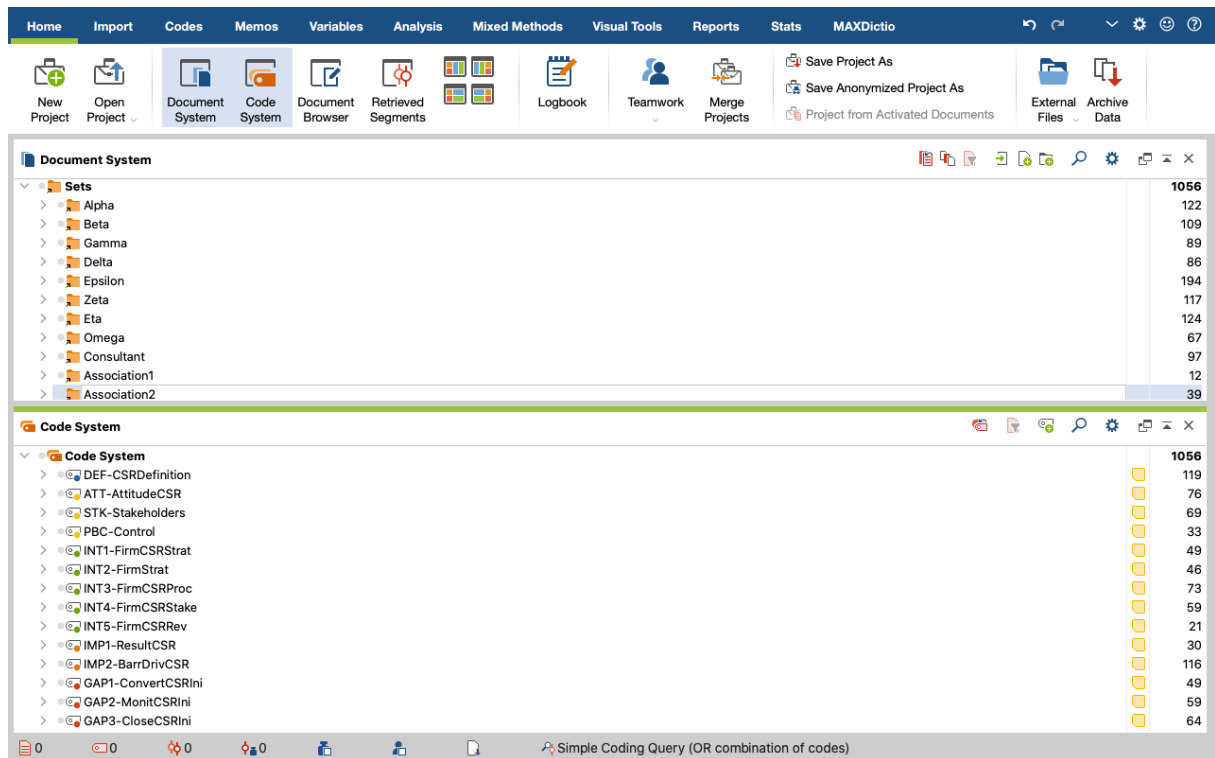 Home Import Codes Memos Variables Analysis Mixed Methods Visual Tools Reports Stats MAXDictio
New Project
Open Project
Document System
Code System
Document Browser
Retrieved Segments
Logbook
Teamwork
Merge Projects
Save Project As
Save Anonymized Project As
Project from Activated Documents
External Files
Archive Data
Document System
Sets 1056
Alpha 122
Beta 109
Gamma 89
Delta 86
Epsilon 194
Zeta 117
Eta 124
Omega 67
Consultant 97
Association1 12
Association2 39
Code System
Code System 1056
DEF-CSRDefinition 119
ATT-AttitudeCSR 76
STK-Stakeholders 69
PBC-Control 33
INT1-FirmCSRStrat 49
INT2-FirmStrat 46
INT3-FirmCSRProc 73
INT4-FirmCSRStake 59
INT5-FirmCSRRev 21
IMP1-ResultCSR 30
IMP2-BarrDrivCSR 116
GAP1-ConvertCSRIni 49
GAP2-MonitCSRIni 59
GAP3-CloseCSRIni 64
0 0 0 0 Simple Coding Query (OR combination of codes)